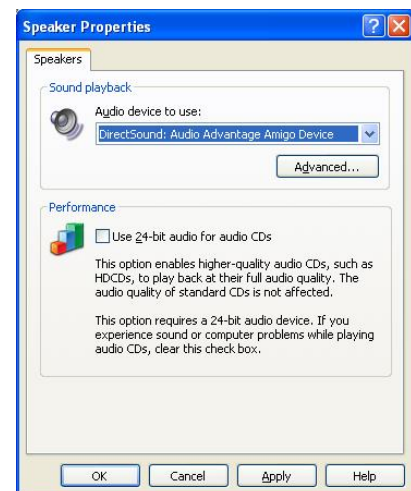 Speaker Properties
Speakers
Sound playback
Audio device to use:
DirectSound: Audio Advantage Amigo Device
Advanced...
Performance
Use 24-bit audio for audio CDs
This option enables higher-quality audio CDs, such as
HDCDs, to play back at their full audio quality. The
audio quality of standard CDs is not affected.
This option requires a 24-bit audio device. If you
experience sound or computer problems while playing
audio CDs, clear this check box.
OK Cancel Apply Help